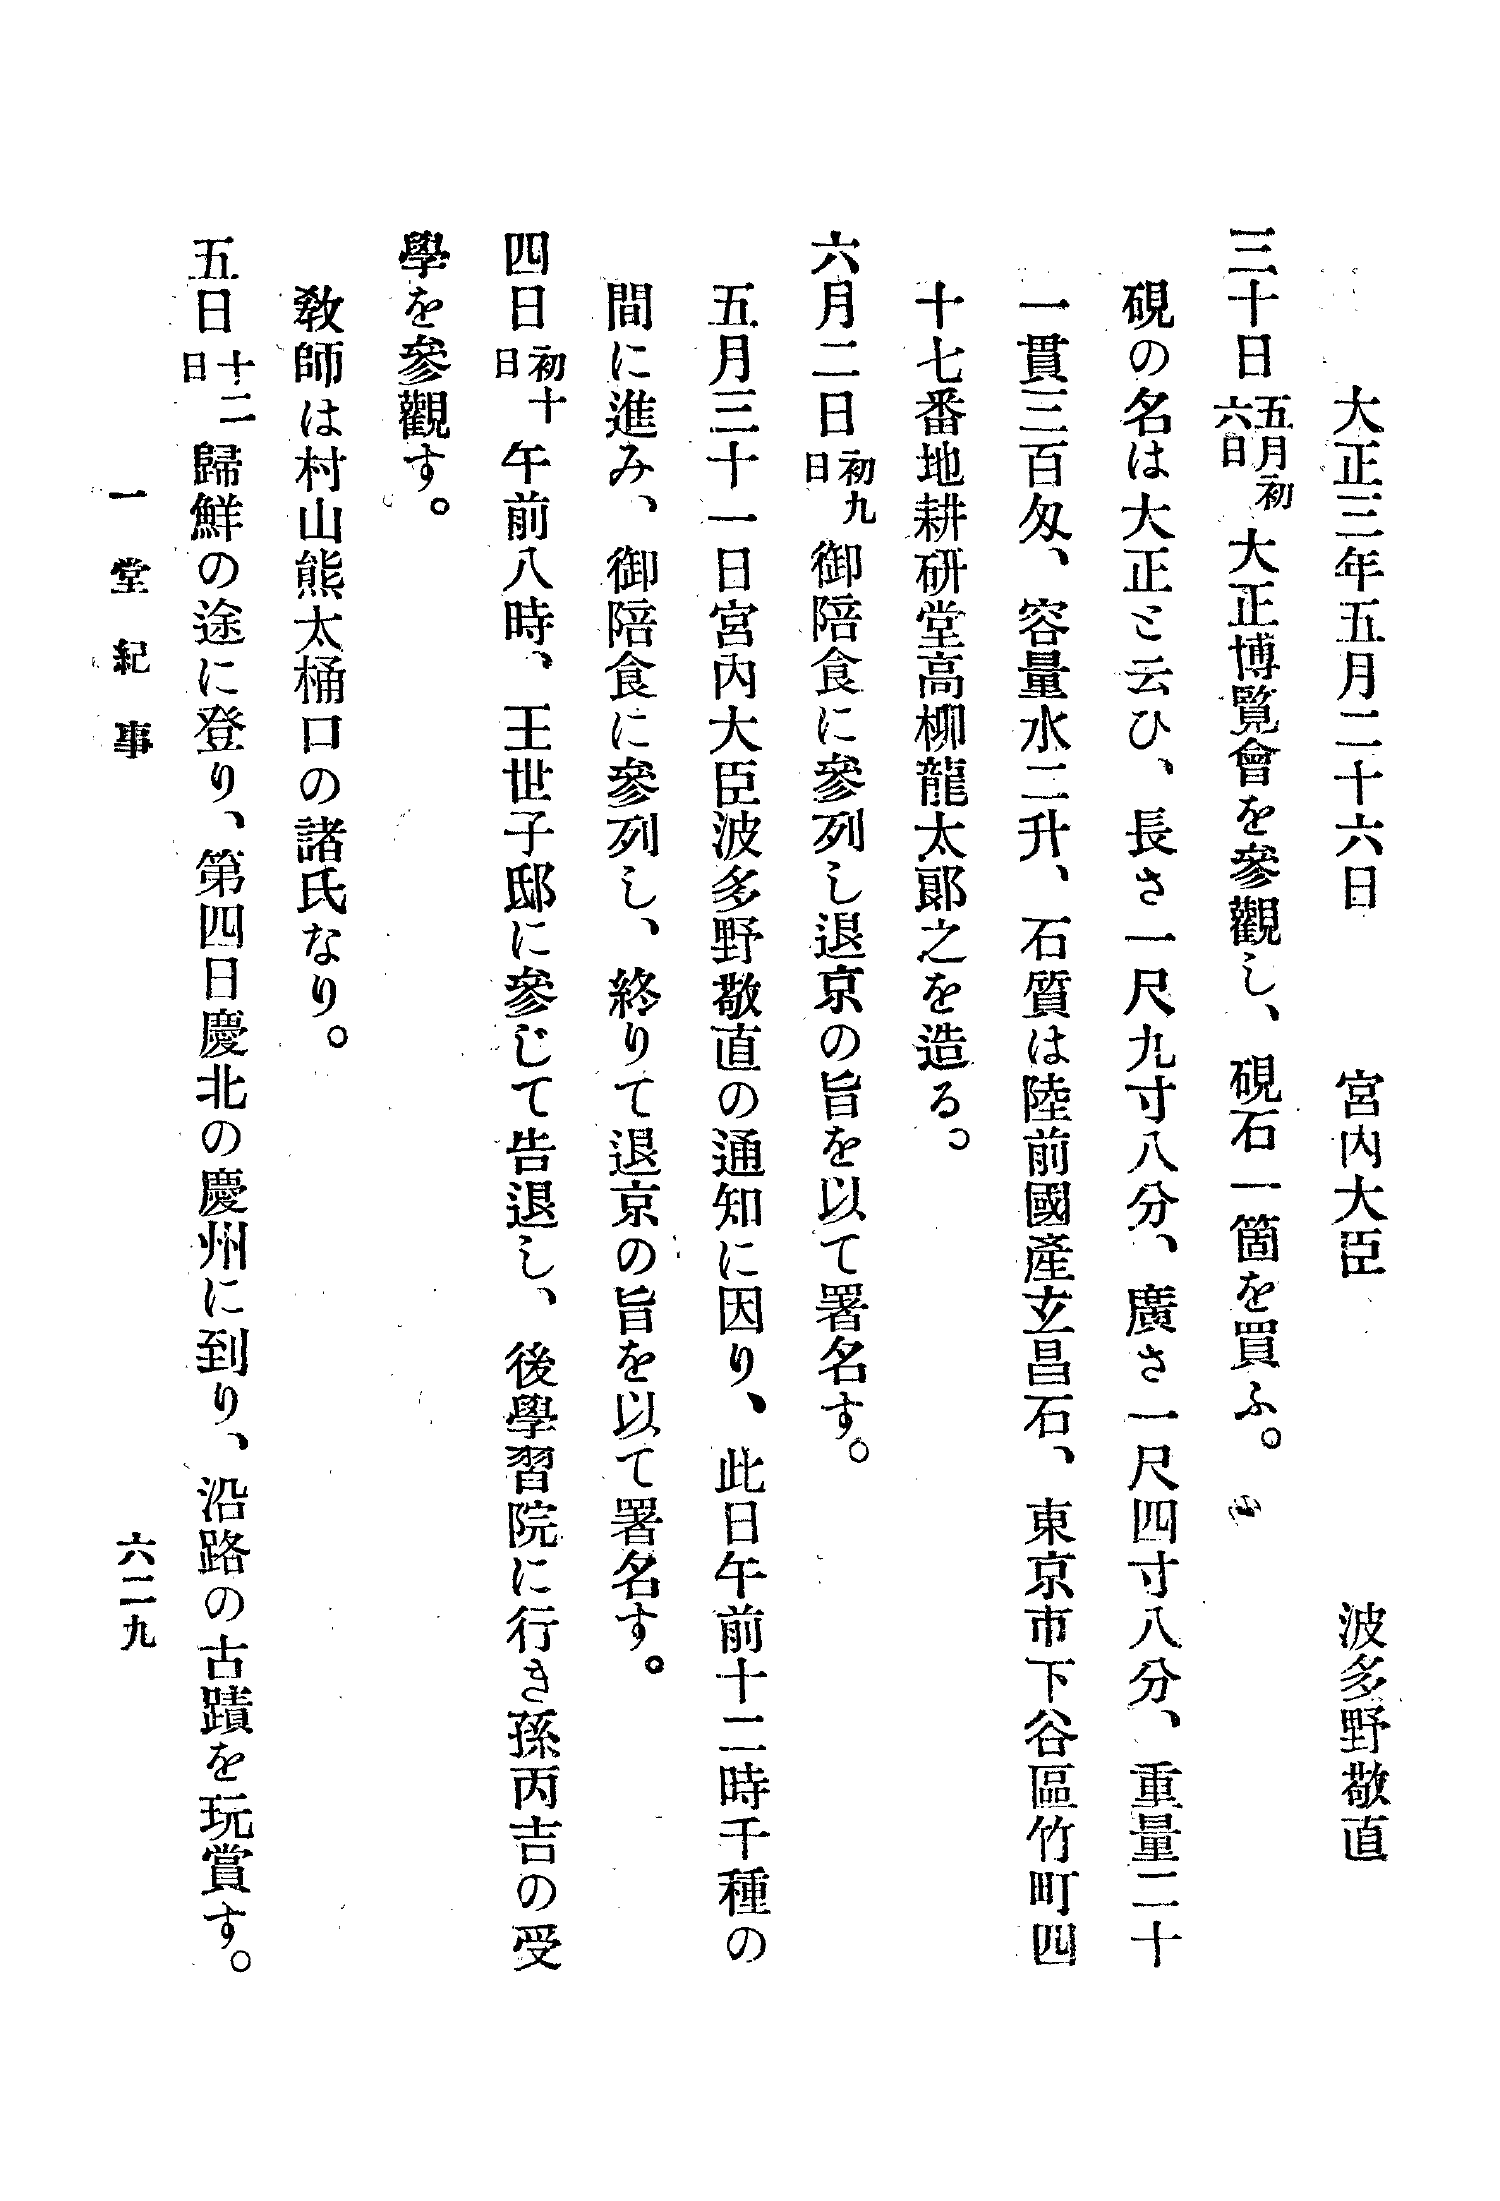 大正三年五月二十六日　宮內大臣　波多野敬直
三十日五月初六日大正博覽會を參觀し、硯石一箇を買ふ。
硯の名は大正と云ひ、長さ一尺九寸八分、廣さ一尺四寸八分、重量二十
一貫三百匁、容量水二升、石質は陸前國產玄昌石、東京市下谷區竹町四
十七番地耕硏堂高柳龍太郞之を造る。
六月二日初九日御陪食に參列し退京の旨を以て署名す。
五月三十一日宮內大臣波多野敬直の通知に因り、此日午前十二時千種の
間に進み、御陪食に參列し、終りて退京の旨を以て署名す。
四日初十日午前八時、王世子邸に參じて告退し、後學習院に行き孫丙吉の受
學を參觀す。
敎師は村山熊太桶口の諸氏なり。
五日十二日歸鮮の途に登り、第四日慶北の慶州に到り、沿路の古蹟を玩賞す。
一堂紀事　六二九